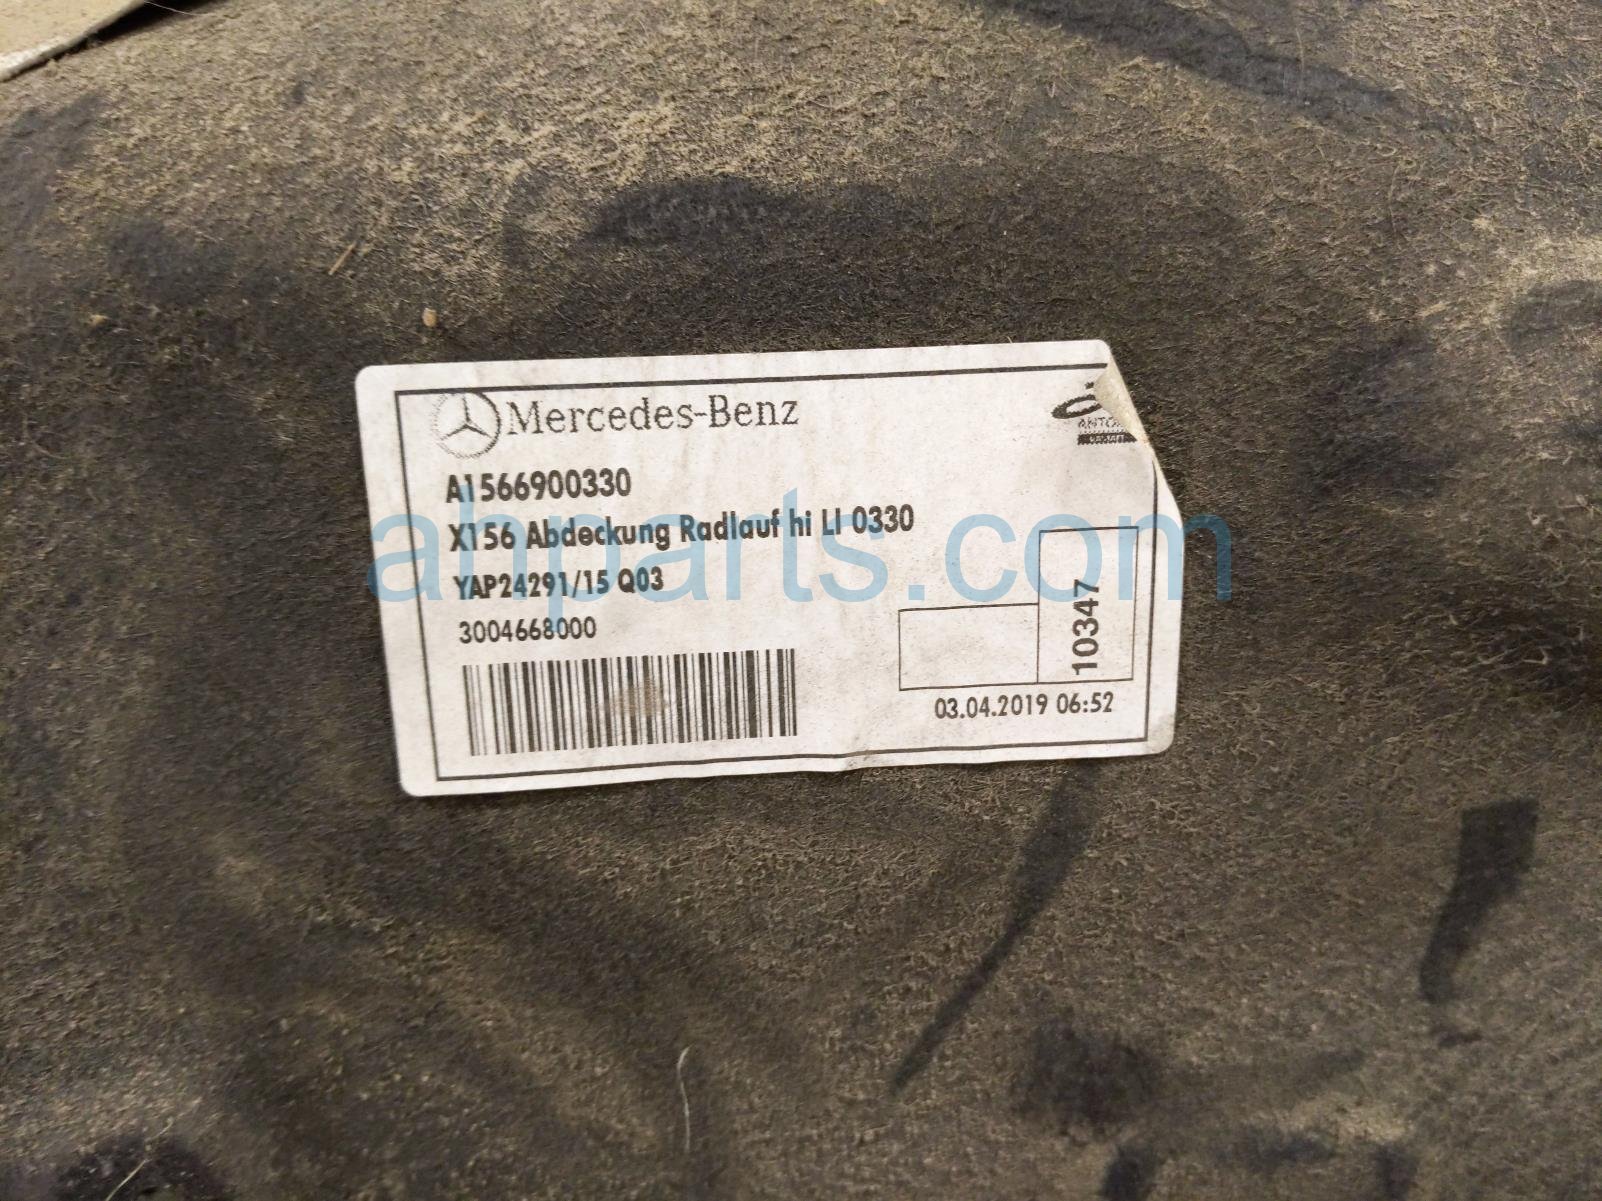 Mercedes-Benz
A1566900330
X156 Abdeckung Radlauf hi LI 0330
YAP24291/15 Q03
3004668000
10347
03.04.2019 06:52
ahparts.com